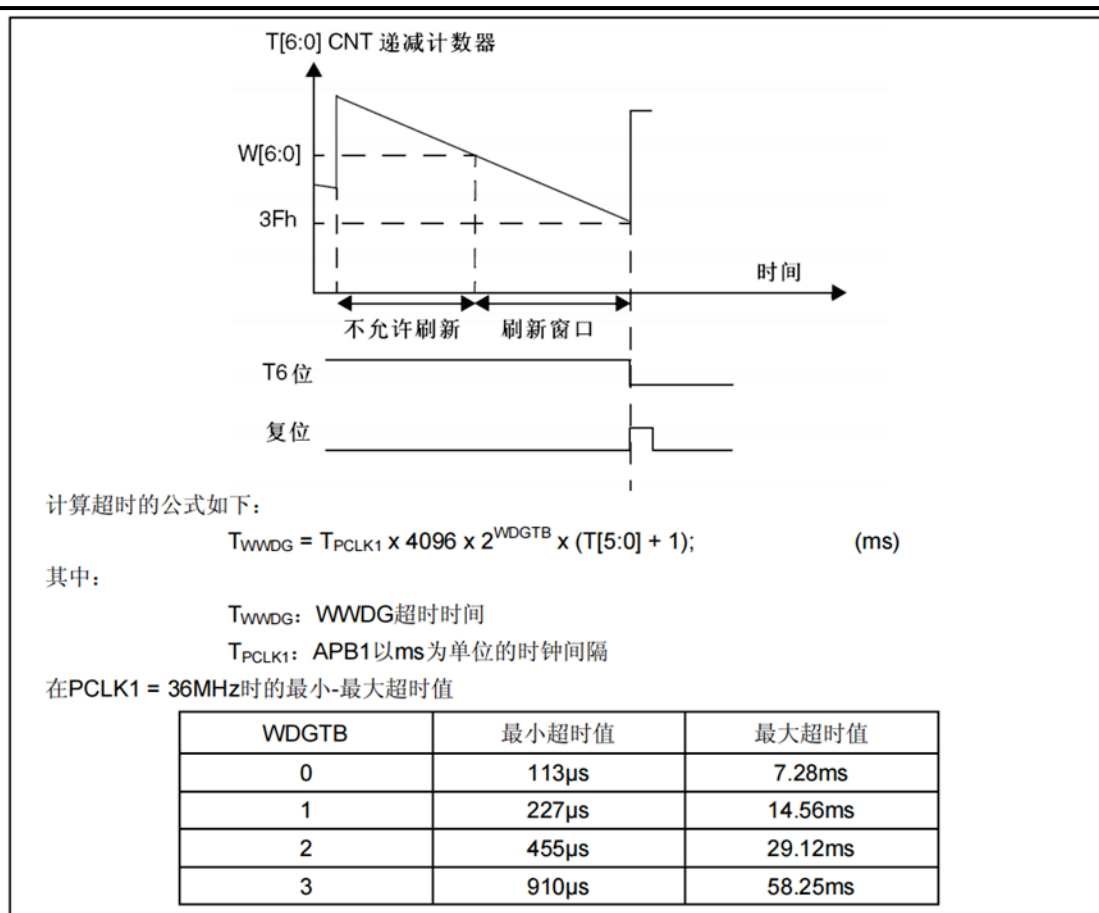 T[6:0] CNT 递减计数器
W[6:0]
3Fh
时间
不允许刷新 刷新窗口
T6位
复位
计算超时的公式如下：
TWWDG = TPCLK1 x 4096 x 2^WDGTB x (T[5:0] + 1); (ms)
其中：
TWWDG：WWDG超时时间
TPCLK1：APB1以ms为单位的时钟间隔
在PCLK1 = 36MHz时的最小-最大超时值
WDGTB 最小超时值 最大超时值
0 113μs 7.28ms
1 227μs 14.56ms
2 455μs 29.12ms
3 910μs 58.25ms